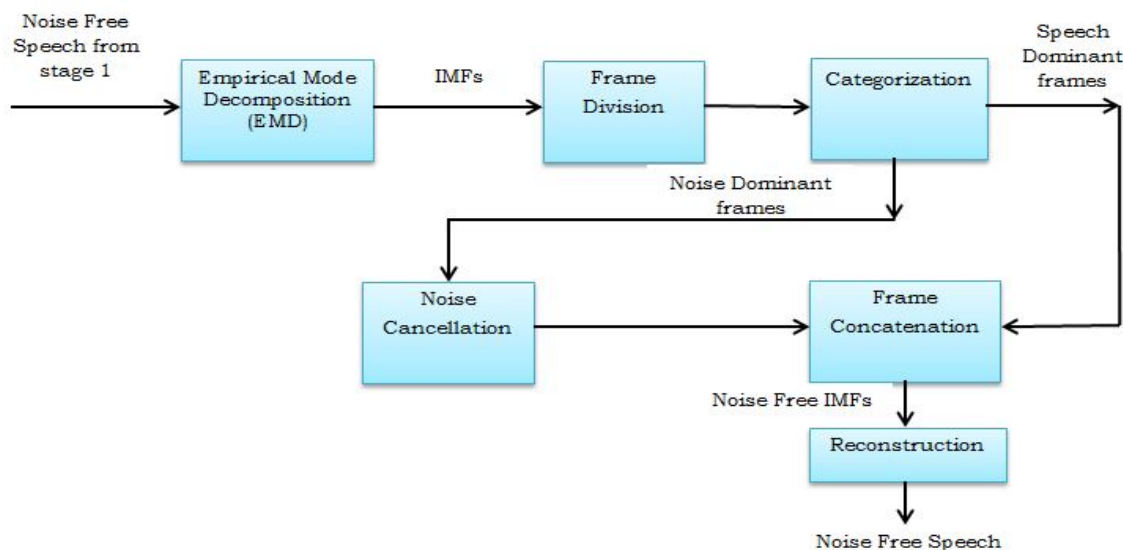 Noise Free
Speech from
stage 1
Empirical Mode
Decomposition
(EMD)
IMFs
Frame
Division
Categorization
Speech
Dominant
frames
Noise Dominant
frames
Noise
Cancellation
Frame
Concatenation
Noise Free IMFs
Reconstruction
Noise Free Speech